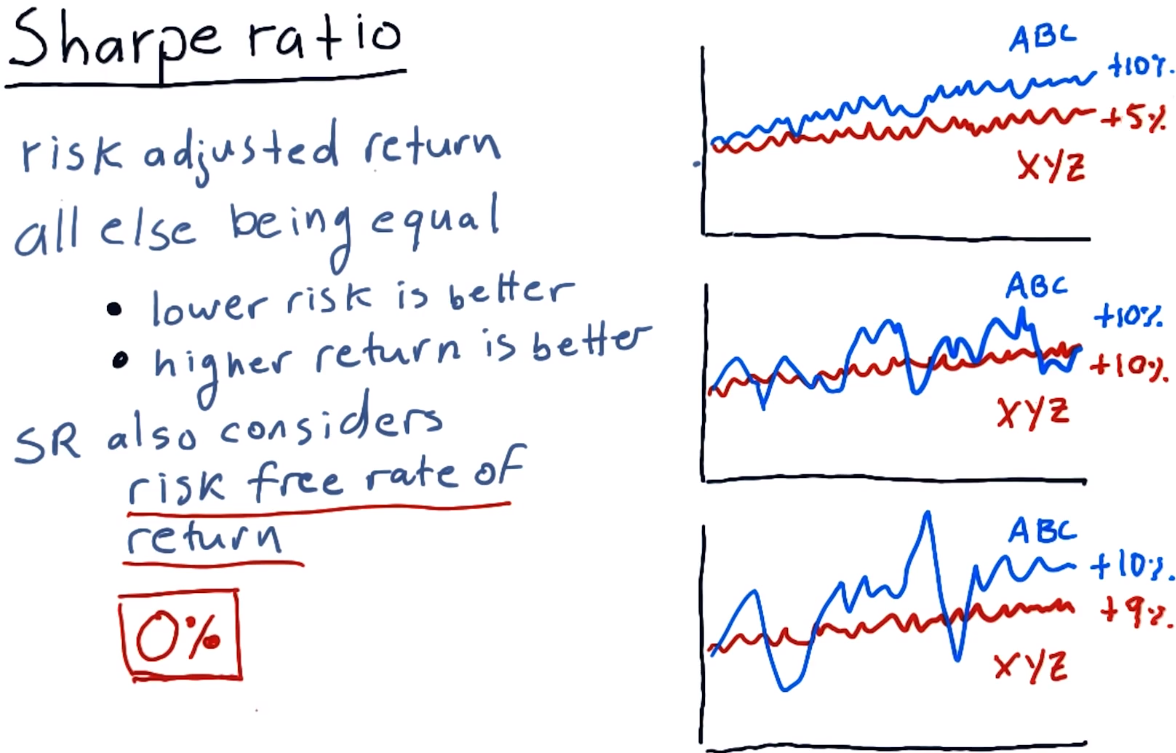 Sharpe ratio
risk adjusted return
all else being equal
• lower risk is better
• higher return is better
SR also considers
risk free rate of
return
0%
ABC
+10%
+5%
XYZ
ABC
+10%
+10%
XYZ
ABC
+10%
+9%
XYZ